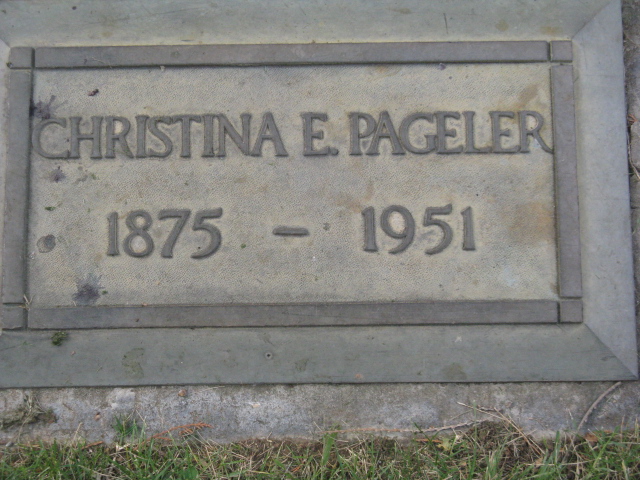 CHRISTINA E. PAGELER
1875 - 1951